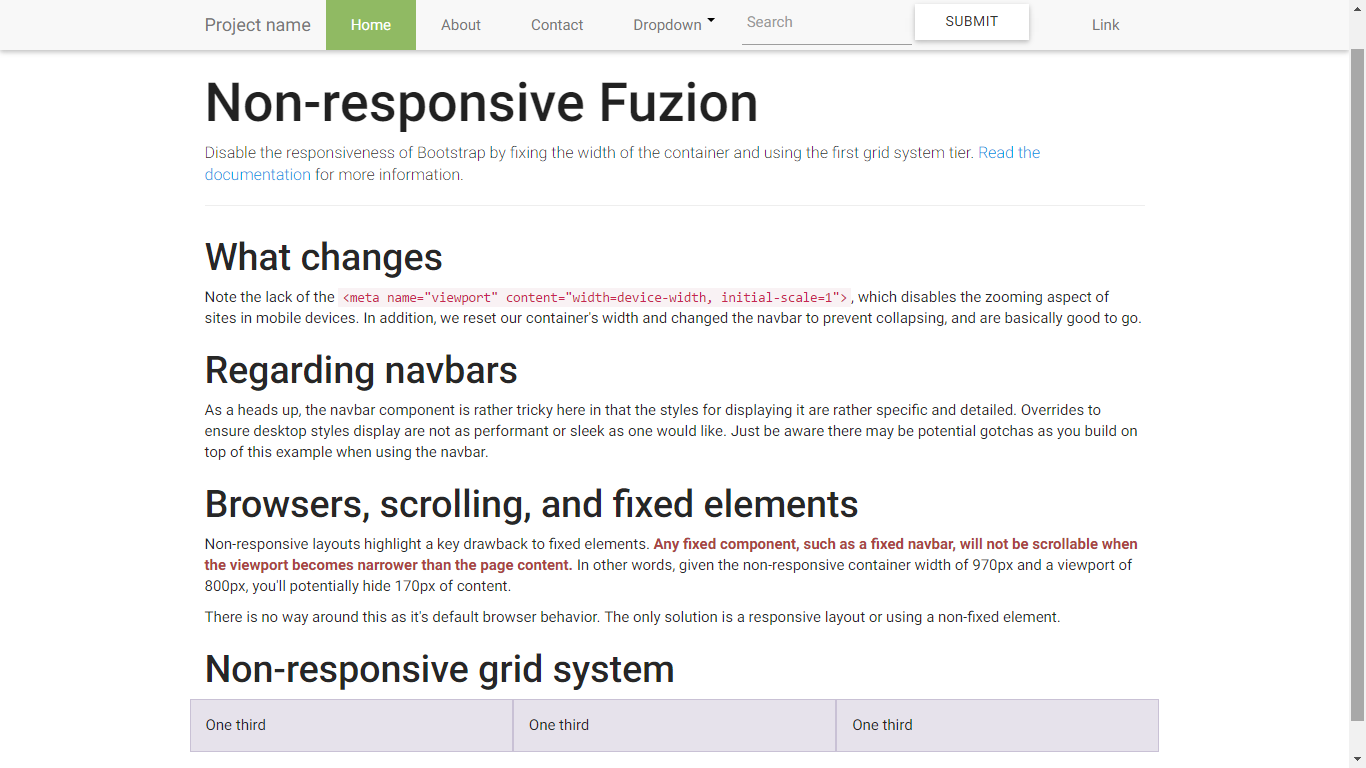 Project name Home About Contact Dropdown Search SUBMIT Link
Non-responsive Fuzion
Disable the responsiveness of Bootstrap by fixing the width of the container and using the first grid system tier. Read the
documentation for more information.
What changes
Note the lack of the <meta name="viewport" content="width=device-width, initial-scale=1">, which disables the zooming aspect of
sites in mobile devices. In addition, we reset our container's width and changed the navbar to prevent collapsing, and are basically good to go.
Regarding navbars
As a heads up, the navbar component is rather tricky here in that the styles for displaying it are rather specific and detailed. Overrides to
ensure desktop styles display are not as performant or sleek as one would like. Just be aware there may be potential gotchas as you build on
top of this example when using the navbar.
Browsers, scrolling, and fixed elements
Non-responsive layouts highlight a key drawback to fixed elements. Any fixed component, such as a fixed navbar, will not be scrollable when
the viewport becomes narrower than the page content. In other words, given the non-responsive container width of 970px and a viewport of
800px, you'll potentially hide 170px of content.
There is no way around this as it's default browser behavior. The only solution is a responsive layout or using a non-fixed element.
Non-responsive grid system
One third One third One third